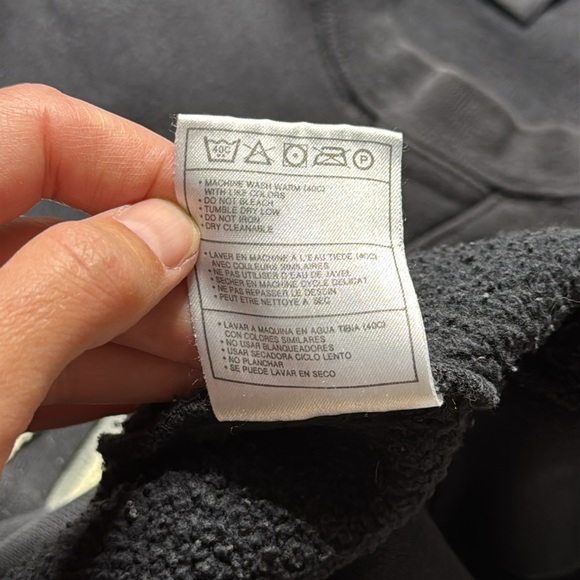 40C P
• MACHINE WASH WARM (40C)
WITH LIKE COLORS
• DO NOT BLEACH
• TUMBLE DRY LOW
• DO NOT IRON
• DRY CLEANABLE
• LAVER EN MACHINE À L'EAU TIEDE (40C)
AVEC COULEURS SIMILAIRES
• NE PAS UTILISER D'EAU DE JAVEL
• SECHER EN MACHINE CYCLE DELICAT
• NE PAS REPASSER LE DESSIN
• PEUT ETRE NETTOYE A SEC
• LAVAR A MAQUINA EN AGUA TIBIA (40C)
CON COLORES SIMILARES
• NO USAR BLANQUEADORES
• USAR SECADORA CICLO LENTO
• NO PLANCHAR
• SE PUEDE LAVAR EN SECO